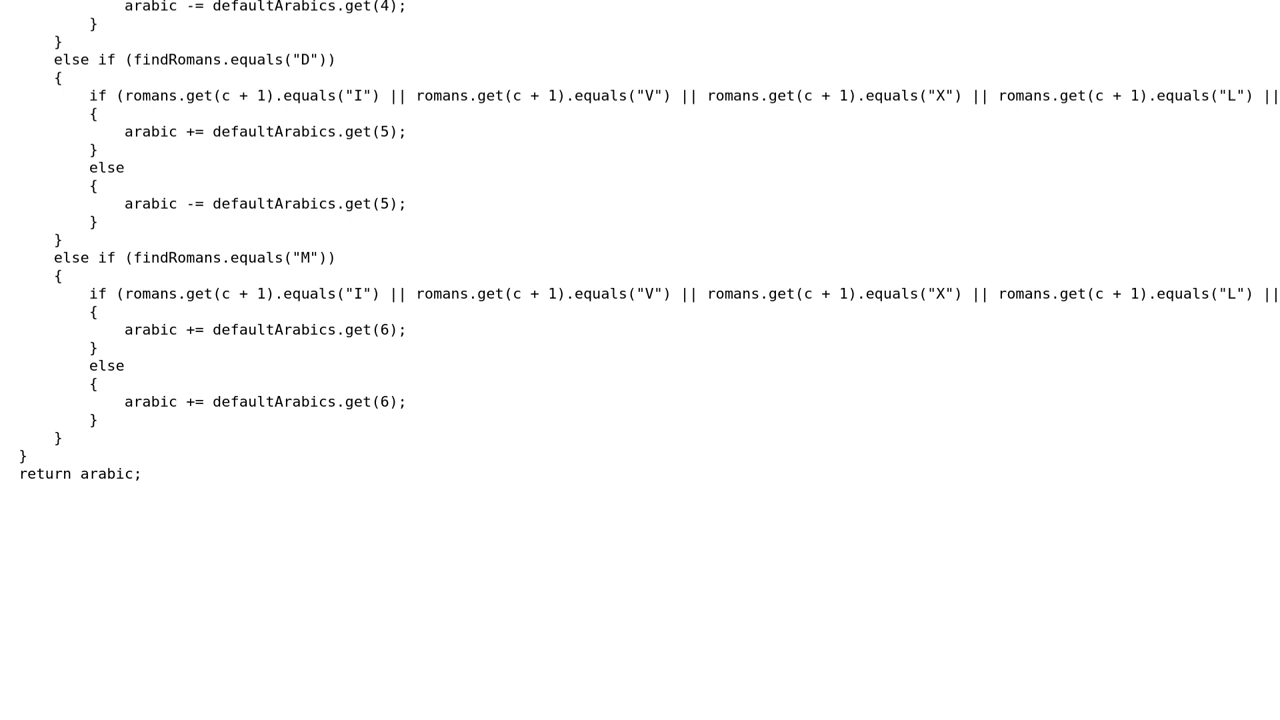 arabic -= defaultArabics.get(4);
}
}
else if (findRomans.equals("D"))
{
if (romans.get(c + 1).equals("I") || romans.get(c + 1).equals("V") || romans.get(c + 1).equals("X") || romans.get(c + 1).equals("L") ||
{
arabic += defaultArabics.get(5);
}
else
{
arabic -= defaultArabics.get(5);
}
}
else if (findRomans.equals("M"))
{
if (romans.get(c + 1).equals("I") || romans.get(c + 1).equals("V") || romans.get(c + 1).equals("X") || romans.get(c + 1).equals("L") ||
{
arabic += defaultArabics.get(6);
}
else
{
arabic += defaultArabics.get(6);
}
}
}
return arabic;